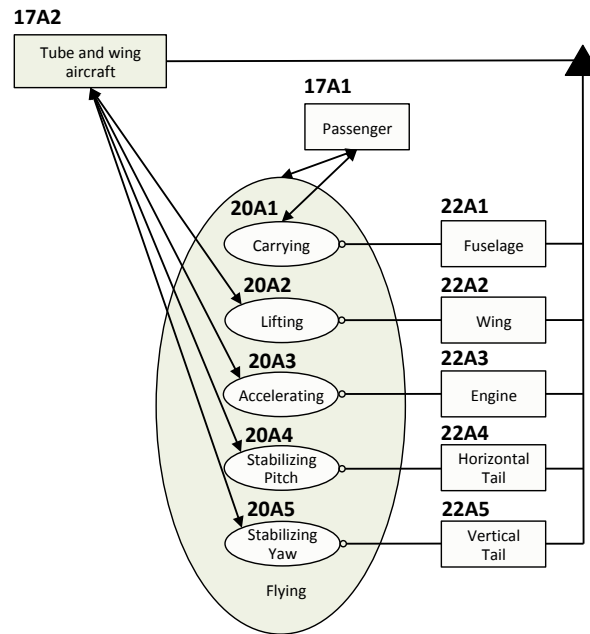 17A2
Tube and wing
aircraft
17A1
Passenger
20A1
Carrying
22A1
Fuselage
20A2
Lifting
22A2
Wing
20A3
Accelerating
22A3
Engine
20A4
Stabilizing
Pitch
22A4
Horizontal
Tail
20A5
Stabilizing
Yaw
22A5
Vertical
Tail
Flying